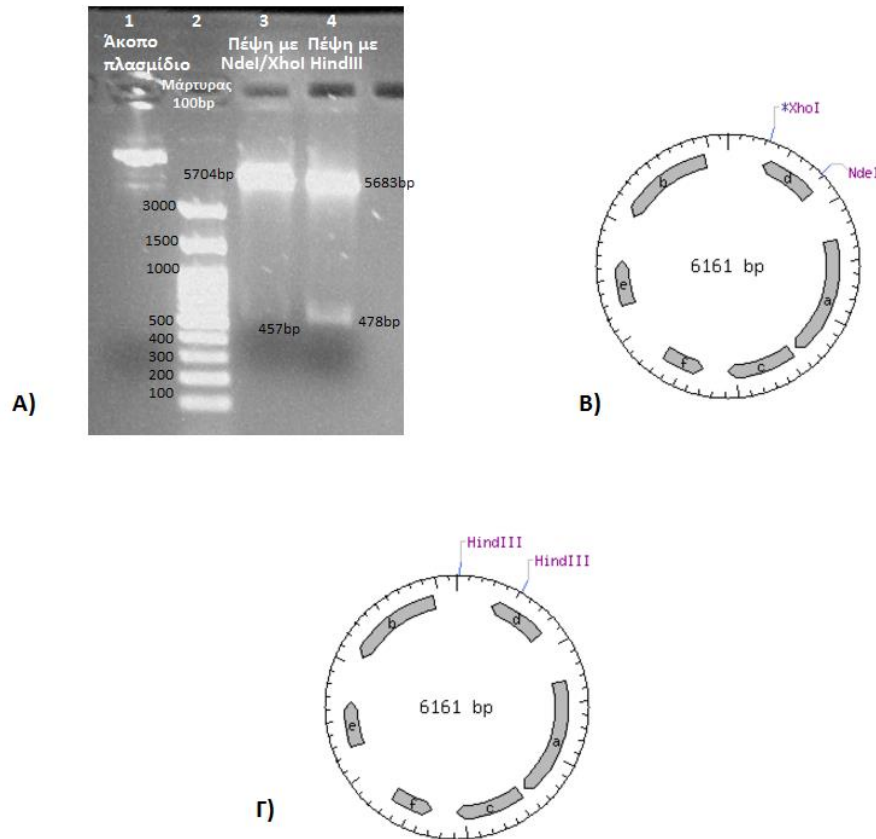 1 2 3 4
Άκοπο πλασμίδιο
Μάρτυρας 100bp
Πέψη με NdeI/XhoI
Πέψη με HindIII
5704bp
5683bp
3000
1500
1000
500
400
300
200
100
457bp
478bp
Α)
*XhoI
NdeI
b
d
e
6161 bp
a
f
c
Β)
HindIII
HindIII
b
d
e
6161 bp
a
f
c
Γ)